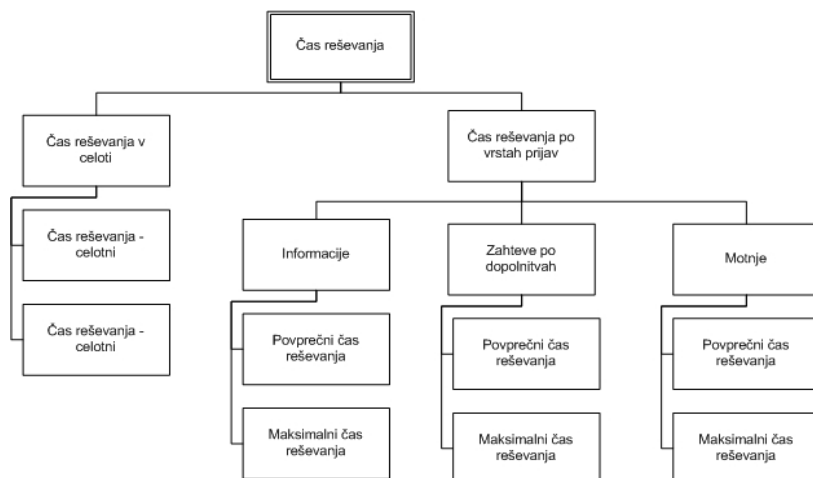 Čas reševanja
Čas reševanja v
celoti
Čas reševanja po
vrstah prijav
Čas reševanja -
celotni
Čas reševanja -
celotni
Informacije
Zahteve po
dopolnitvah
Motnje
Povprečni čas
reševanja
Povprečni čas
reševanja
Povprečni čas
reševanja
Maksimalni čas
reševanja
Maksimalni čas
reševanja
Maksimalni čas
reševanja